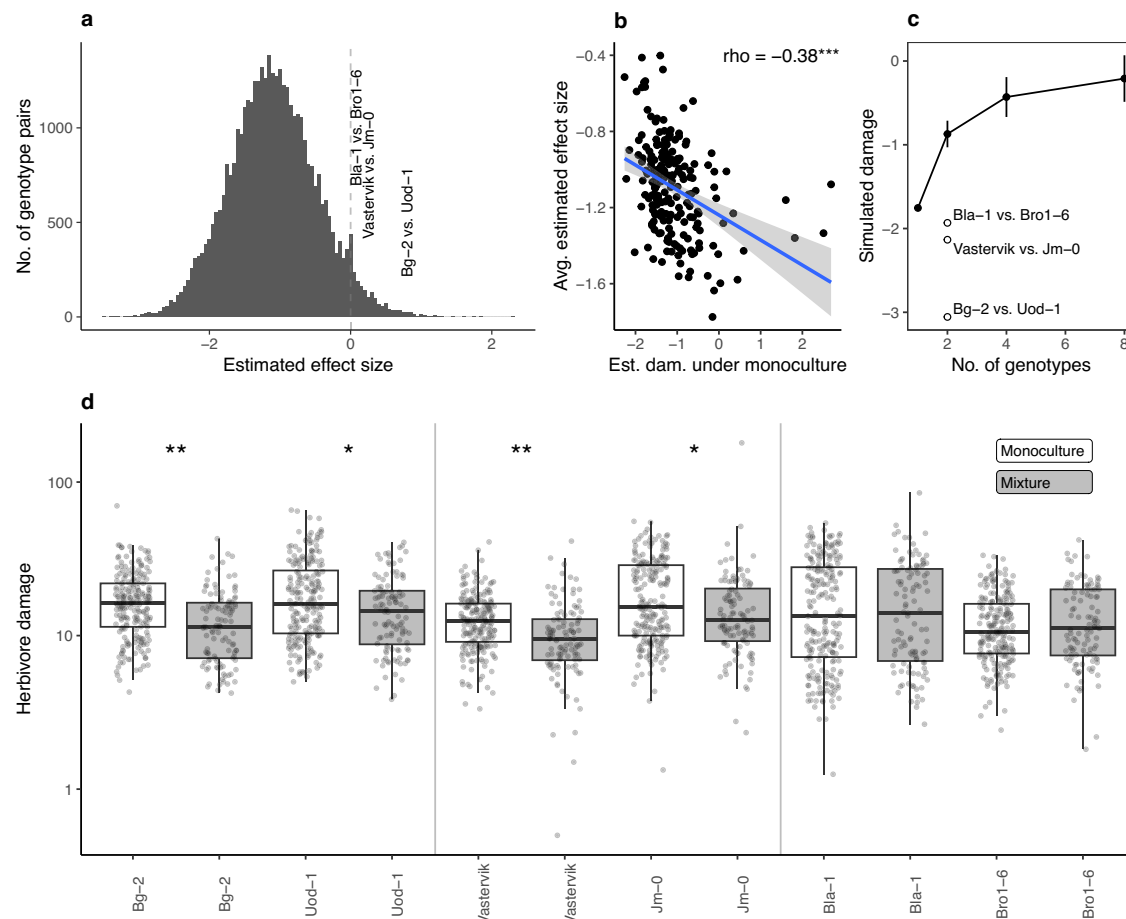 a
No. of genotype pairs
1000
500
0
Bla−1 vs. Bro1−6
Vastervik vs. Jm−0
Bg−2 vs. Uod−1
−2
0
2
Estimated effect size
b
Avg. estimated effect size
rho = −0.38***
−0.4
−0.8
−1.2
−1.6
−2
−1
0
1
2
Est. dam. under monoculture
c
Simulated damage
0
−1
−2
−3
Bla−1 vs. Bro1−6
Vastervik vs. Jm−0
Bg−2 vs. Uod−1
2
4
6
8
No. of genotypes
d
Herbivore damage
** * ** *
Monoculture
Mixture
100
10
1
Bg−2
Bg−2
Uod−1
Uod−1
Vastervik
Vastervik
Jm−0
Jm−0
Bla−1
Bla−1
Bro1−6
Bro1−6